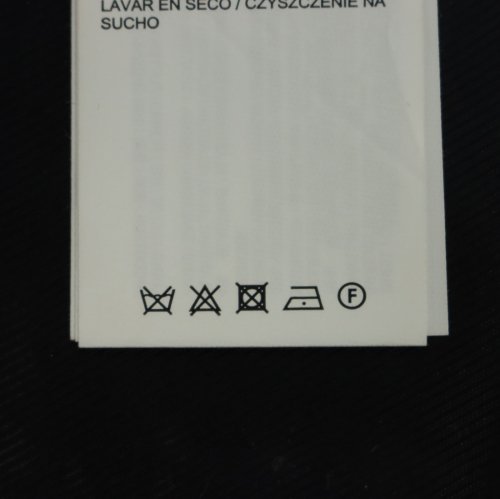 LAVAR EN SECO / CZYSZCZENIE NA
SUCHO
F